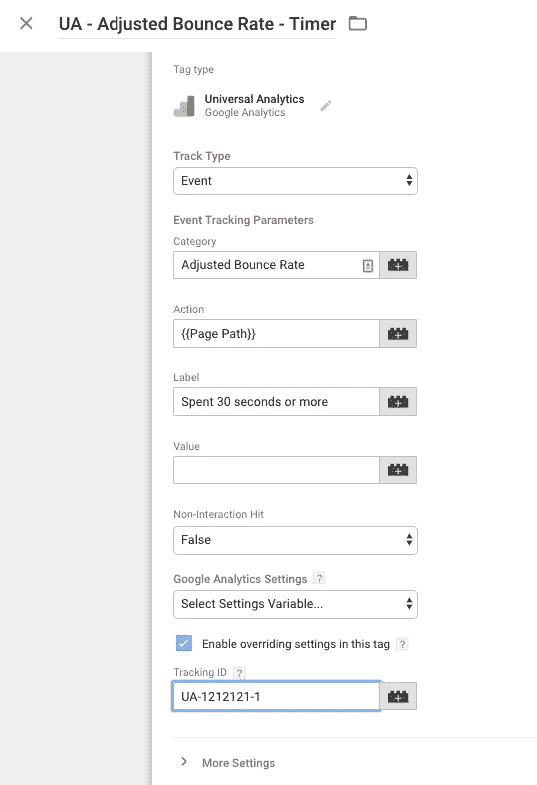 UA - Adjusted Bounce Rate - Timer
Tag type
Universal Analytics
Google Analytics
Track Type
Event
Event Tracking Parameters
Category
Adjusted Bounce Rate
Action
{{Page Path}}
Label
Spent 30 seconds or more
Value
Non-Interaction Hit
False
Google Analytics Settings ?
Select Settings Variable...
Enable overriding settings in this tag ?
Tracking ID ?
UA-1212121-1
More Settings